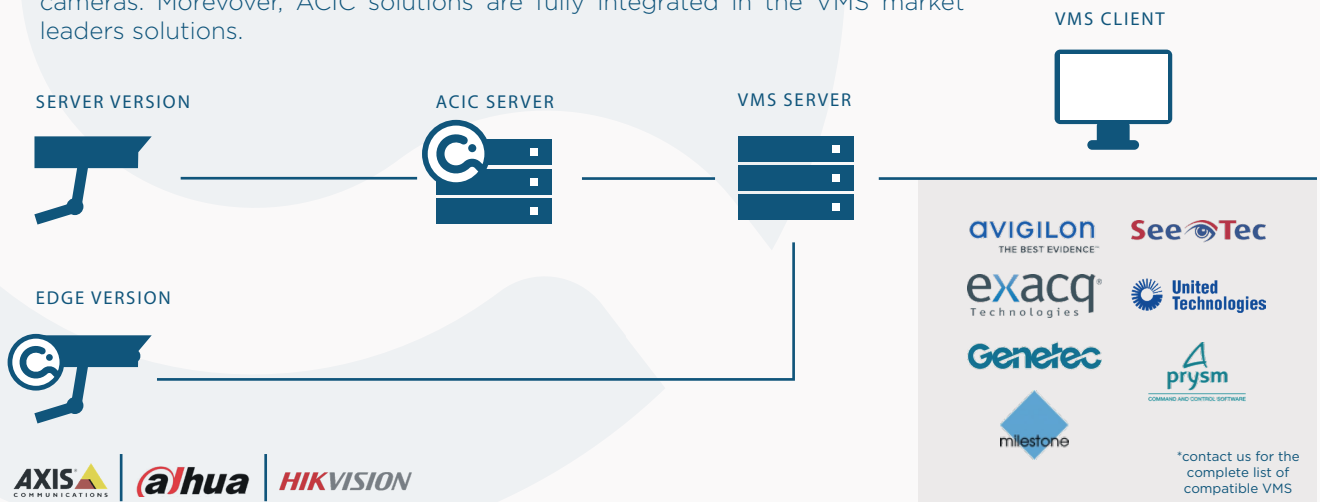 cameras. Morevover, ACIC solutions are fully integrated in the VMS market
leaders solutions.
VMS CLIENT
SERVER VERSION
ACIC SERVER
VMS SERVER
EDGE VERSION
AVIGILON
THE BEST EVIDENCE™
SeeTec
exacq®
Technologies
United
Technologies
Genetec
prysm
COMMAND AND CONTROL SOFTWARE
milestone
*contact us for the
complete list of
compatible VMS
AXIS
COMMUNICATIONS
alhua
HIKVISION